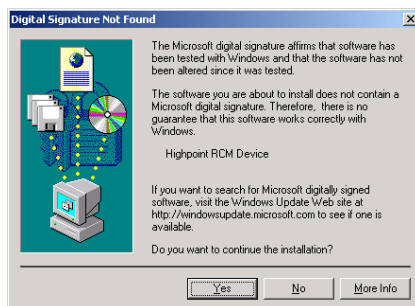 Digital Signature Not Found
The Microsoft digital signature affirms that software has
been tested with Windows and that the software has not
been altered since it was tested.
The software you are about to install does not contain a
Microsoft digital signature. Therefore, there is no
guarantee that this software works correctly with
Windows.
Highpoint RCM Device
If you want to search for Microsoft digitally signed
software, visit the Windows Update Web site at
http://windowsupdate.microsoft.com to see if one is
available.
Do you want to continue the installation?
Yes No More Info